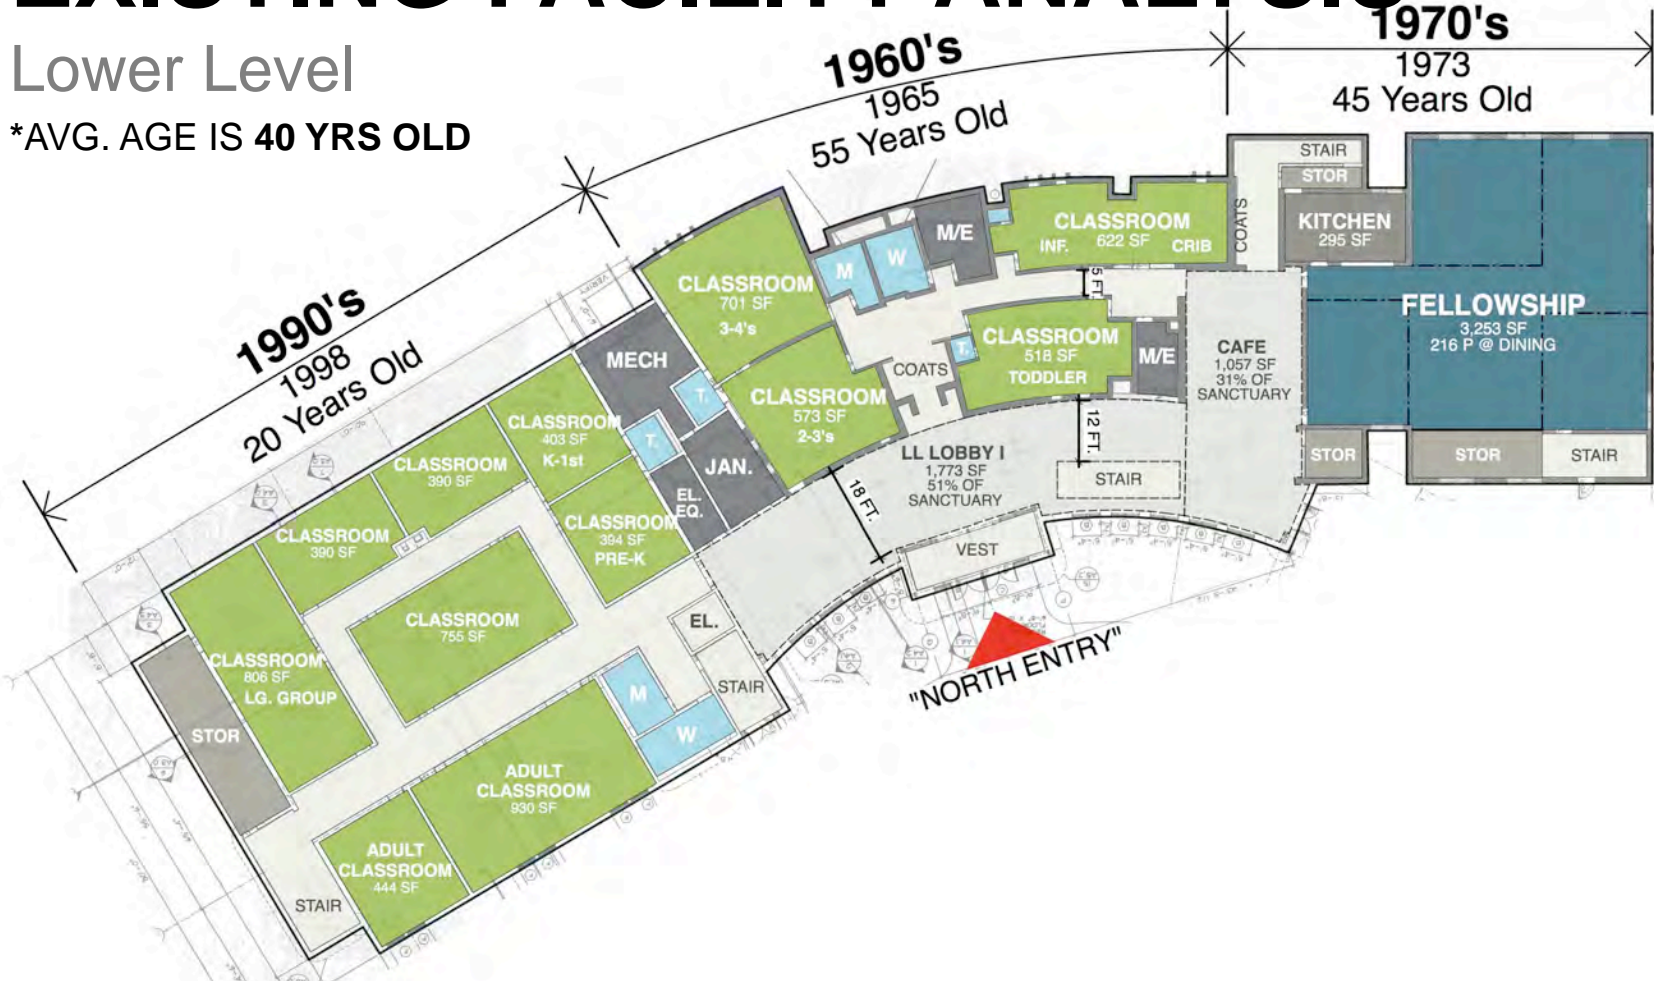 EXISTING FACILITY ANALYSIS
Lower Level
*AVG. AGE IS 40 YRS OLD
1990's
1998
20 Years Old
1960's
1965
55 Years Old
1970's
1973
45 Years Old
STAIR
STOR
COATS
KITCHEN
295 SF
FELLOWSHIP
3,253 SF
216 P @ DINING
STOR
STOR
STAIR
CAFE
1,057 SF
31% OF
SANCTUARY
CLASSROOM
622 SF
INF.
CRIB
5 FT.
M/E
M
W
CLASSROOM
701 SF
3-4's
CLASSROOM
518 SF
TODDLER
T.
M/E
COATS
CLASSROOM
573 SF
2-3's
12 FT.
LL LOBBY I
1,773 SF
51% OF
SANCTUARY
STAIR
18 FT.
VEST
"NORTH ENTRY"
VERIFY
MECH
T.
T.
JAN.
EL.
EQ.
CLASSROOM
403 SF
K-1st
CLASSROOM
394 SF
PRE-K
CLASSROOM
390 SF
CLASSROOM
390 SF
CLASSROOM
755 SF
CLASSROOM
806 SF
LG. GROUP
STOR
EL.
STAIR
M
W
ADULT
CLASSROOM
930 SF
ADULT
CLASSROOM
444 SF
STAIR